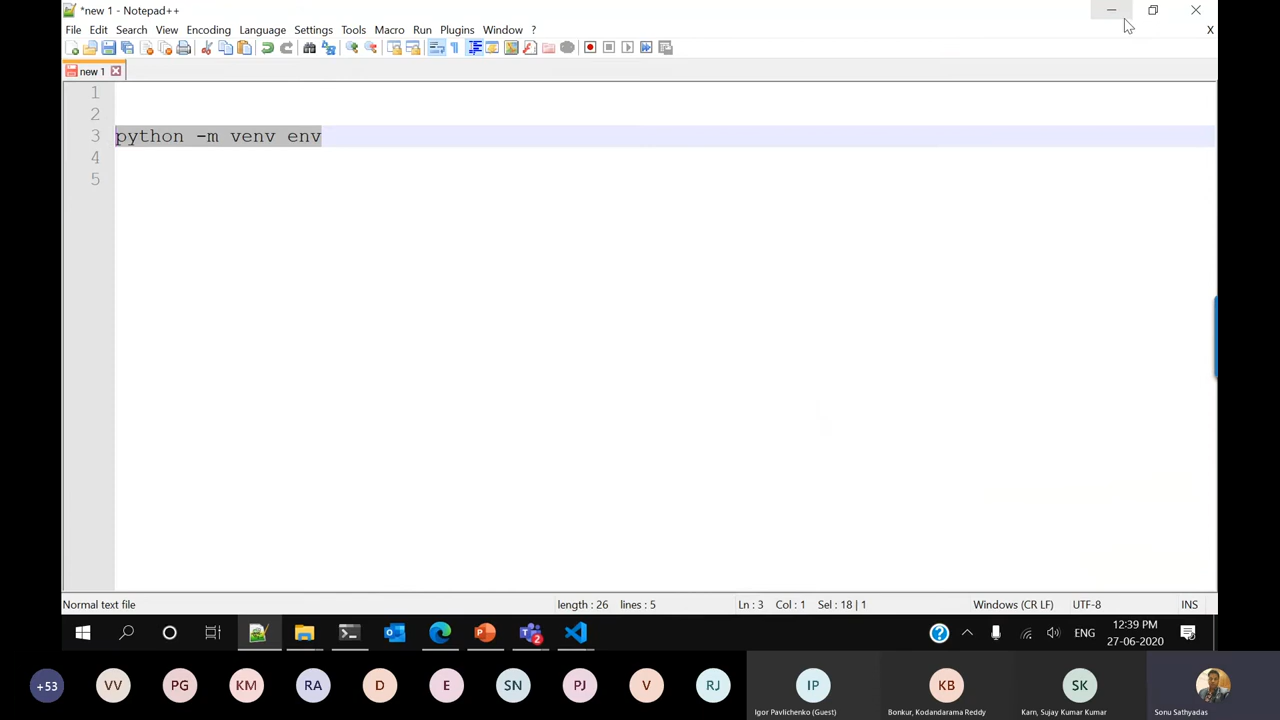 *new 1 - Notepad++
File Edit Search View Encoding Language Settings Tools Macro Run Plugins Window ? X
new 1
1
2
3 python -m venv env
4
5
Normal text file length : 26 lines : 5 Ln : 3 Col : 1 Sel : 18 | 1 Windows (CR LF) UTF-8 INS
2 ENG 12:39 PM
27-06-2020
+53 VV PG KM RA D E SN PJ V RJ IP KB SK
Igor Pavlichenko (Guest) Bonkur, Kodandarama Reddy Karn, Sujay Kumar Kumar Sonu Sathyadas